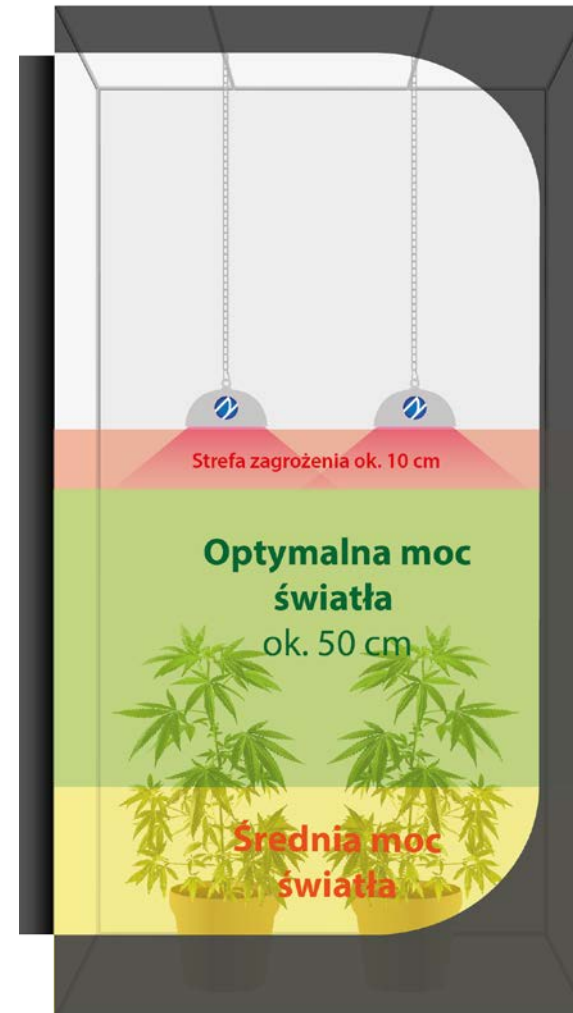 Strefa zagrożenia ok. 10 cm
Optymalna moc
światła
ok. 50 cm
Średnia moc
światła